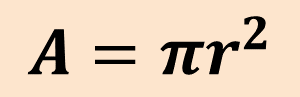 A = πr²